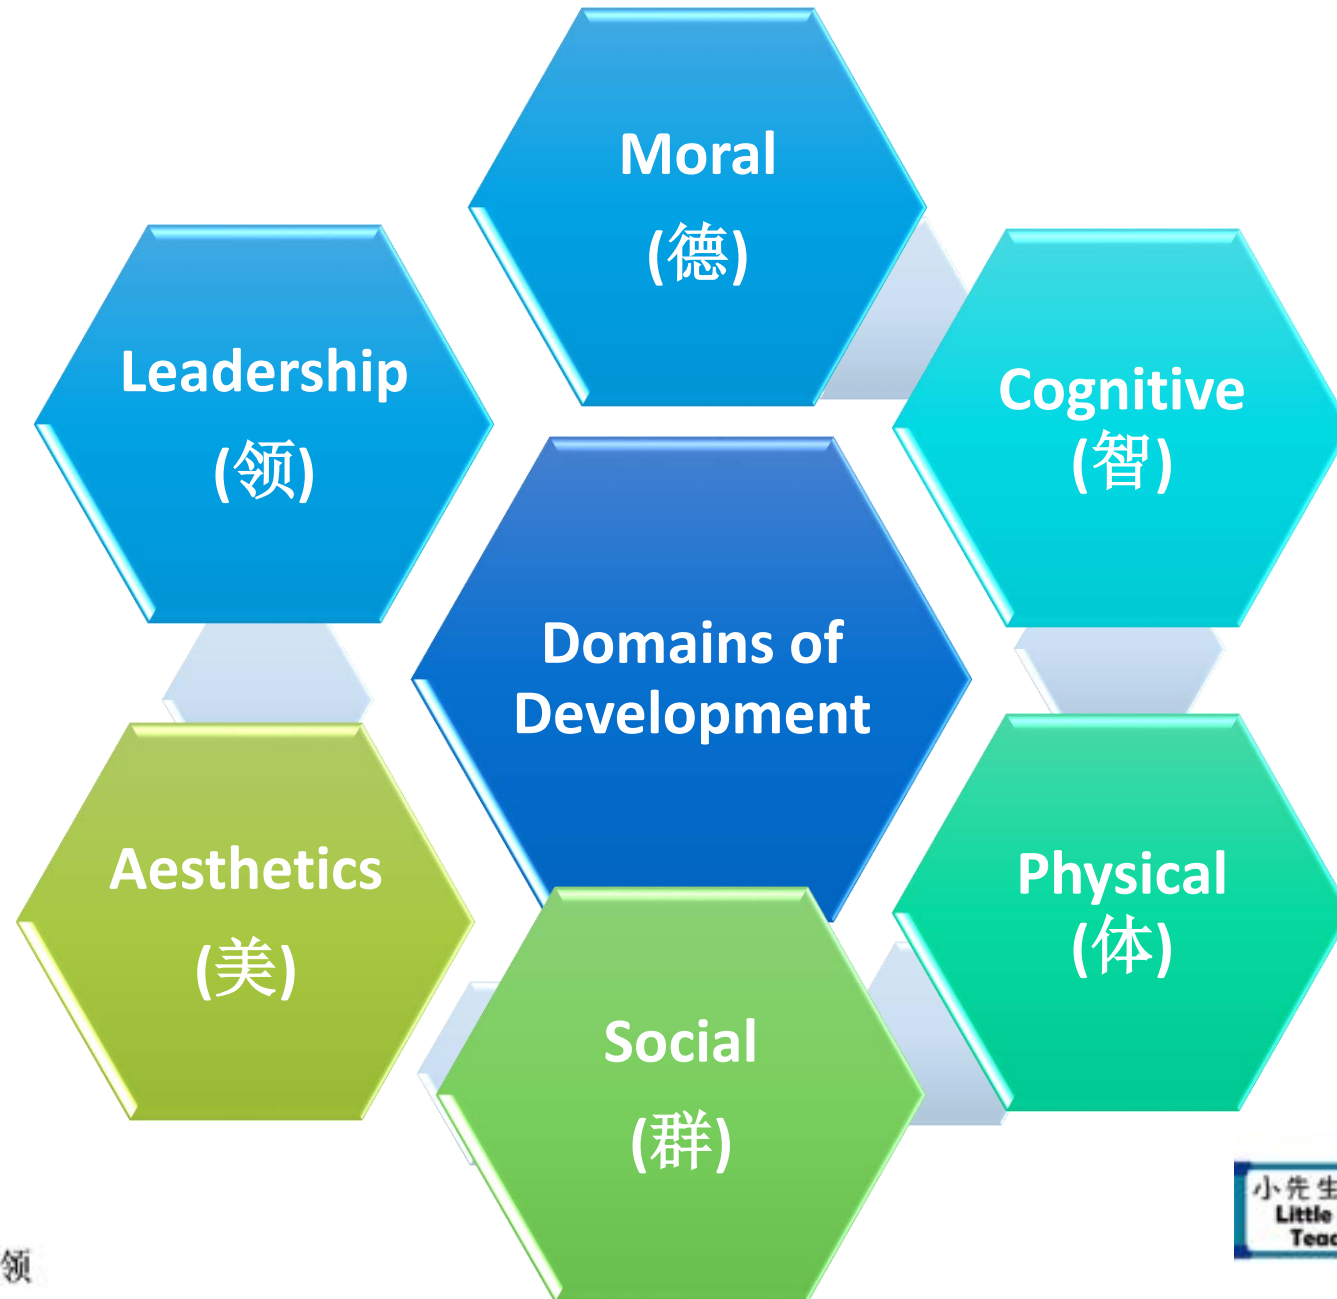 Moral
(德)
Leadership
(领)
Cognitive
(智)
Domains of
Development
Aesthetics
(美)
Physical
(体)
Social
(群)
小先生
Little
领